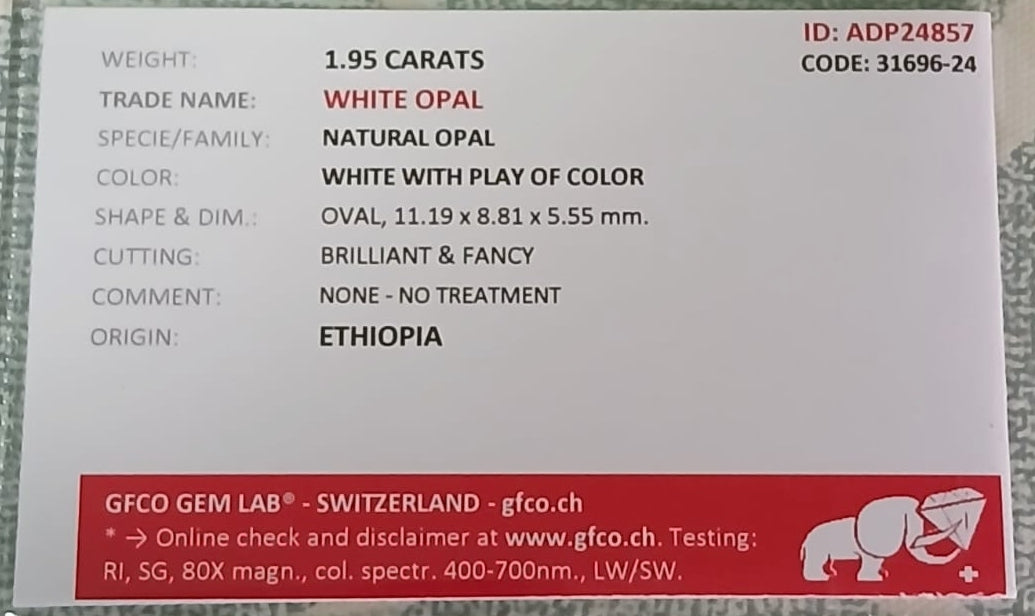 ID: ADP24857
CODE: 31696-24
WEIGHT: 1.95 CARATS
TRADE NAME: WHITE OPAL
SPECIE/FAMILY: NATURAL OPAL
COLOR: WHITE WITH PLAY OF COLOR
SHAPE & DIM.: OVAL, 11.19 x 8.81 x 5.55 mm.
CUTTING: BRILLIANT & FANCY
COMMENT: NONE - NO TREATMENT
ORIGIN: ETHIOPIA
GFCO GEM LAB® - SWITZERLAND - gfco.ch
* → Online check and disclaimer at www.gfco.ch. Testing:
RI, SG, 80X magn., col. spectr. 400-700nm., LW/SW.